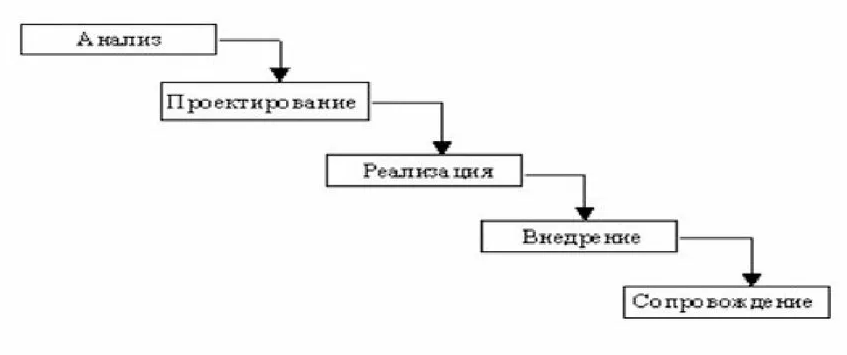 Анализ
Проектирование
Реализация
Внедрение
Сопровождение